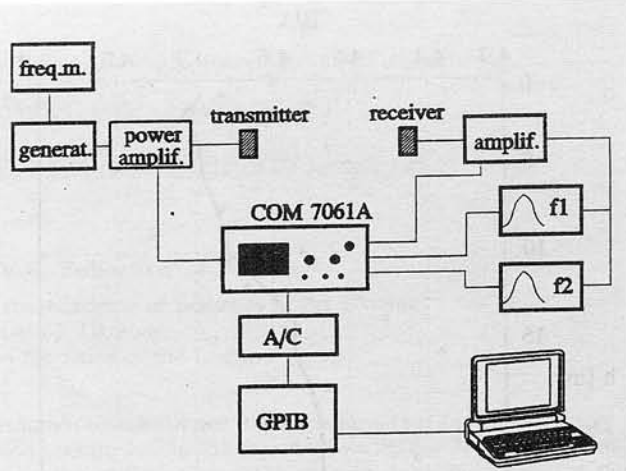 freq.m.
generat.
power
amplif.
transmitter
receiver
amplif.
COM 7061A
f1
f2
A/C
GPIB